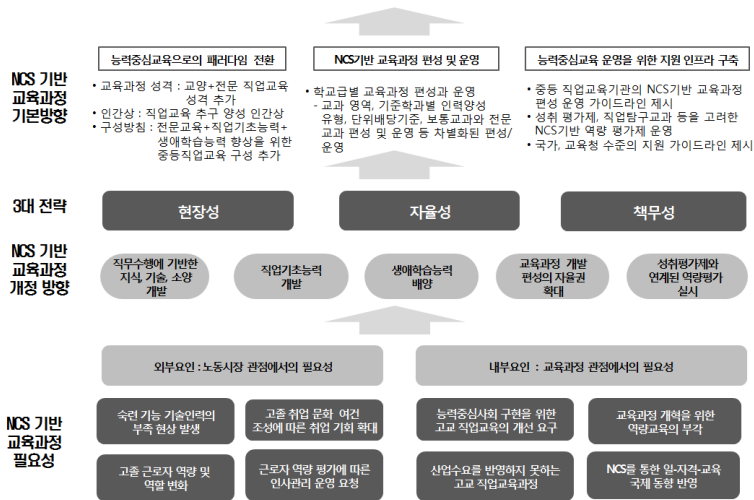 NCS 기반
교육과정
기본방향
능력중심교육으로의 패러다임 전환
• 교육과정 성격 : 교양+전문 직업교육
성격 추가
• 인간상 : 직업교육 추구 양성 인간상
• 구성방침 : 전문교육+직업기초능력+
생애학습능력 향상을 위한
중등직업교육 구성 추가
NCS기반 교육과정 편성 및 운영
• 학교급별 교육과정 편성과 운영
- 교과 영역, 기준학과별 인력양성
유형, 단위배당기준, 보통교과와 전문
교과 편성 및 운영 등 차별화된 편성/
운영
능력중심교육 운영을 위한 지원 인프라 구축
• 중등 직업교육기관의 NCS기반 교육과정
편성 운영 가이드라인 제시
• 성취 평가제, 직업탐구교과 등을 고려한
NCS기반 역량 평가제 운영
• 국가, 교육청 수준의 지원 가이드라인 제시
3대 전략
현장성
자율성
책무성
NCS 기반
교육과정
개정 방향
직무수행에 기반한
지식, 기술, 소양
개발
직업기초능력
개발
생애학습능력
배양
교육과정 개발
편성의 자율권
확대
성취평가제와
연계된 역량평가
실시
NCS 기반
교육과정
필요성
외부요인 : 노동시장 관점에서의 필요성
숙련 기능 기술인력의
부족 현상 발생
고졸 취업 문화 여건
조성에 따른 취업 기회 확대
고졸 근로자 역량 및
역할 변화
근로자 역량 평가에 따른
인사관리 운영 요청
내부요인 : 교육과정 관점에서의 필요성
능력중심사회 구현을 위한
고교 직업교육의 개선 요구
교육과정 개혁을 위한
역량교육의 부각
산업수요를 반영하지 못하는
고교 직업교육과정
NCS를 통한 일-자격-교육
국제 동향 반영